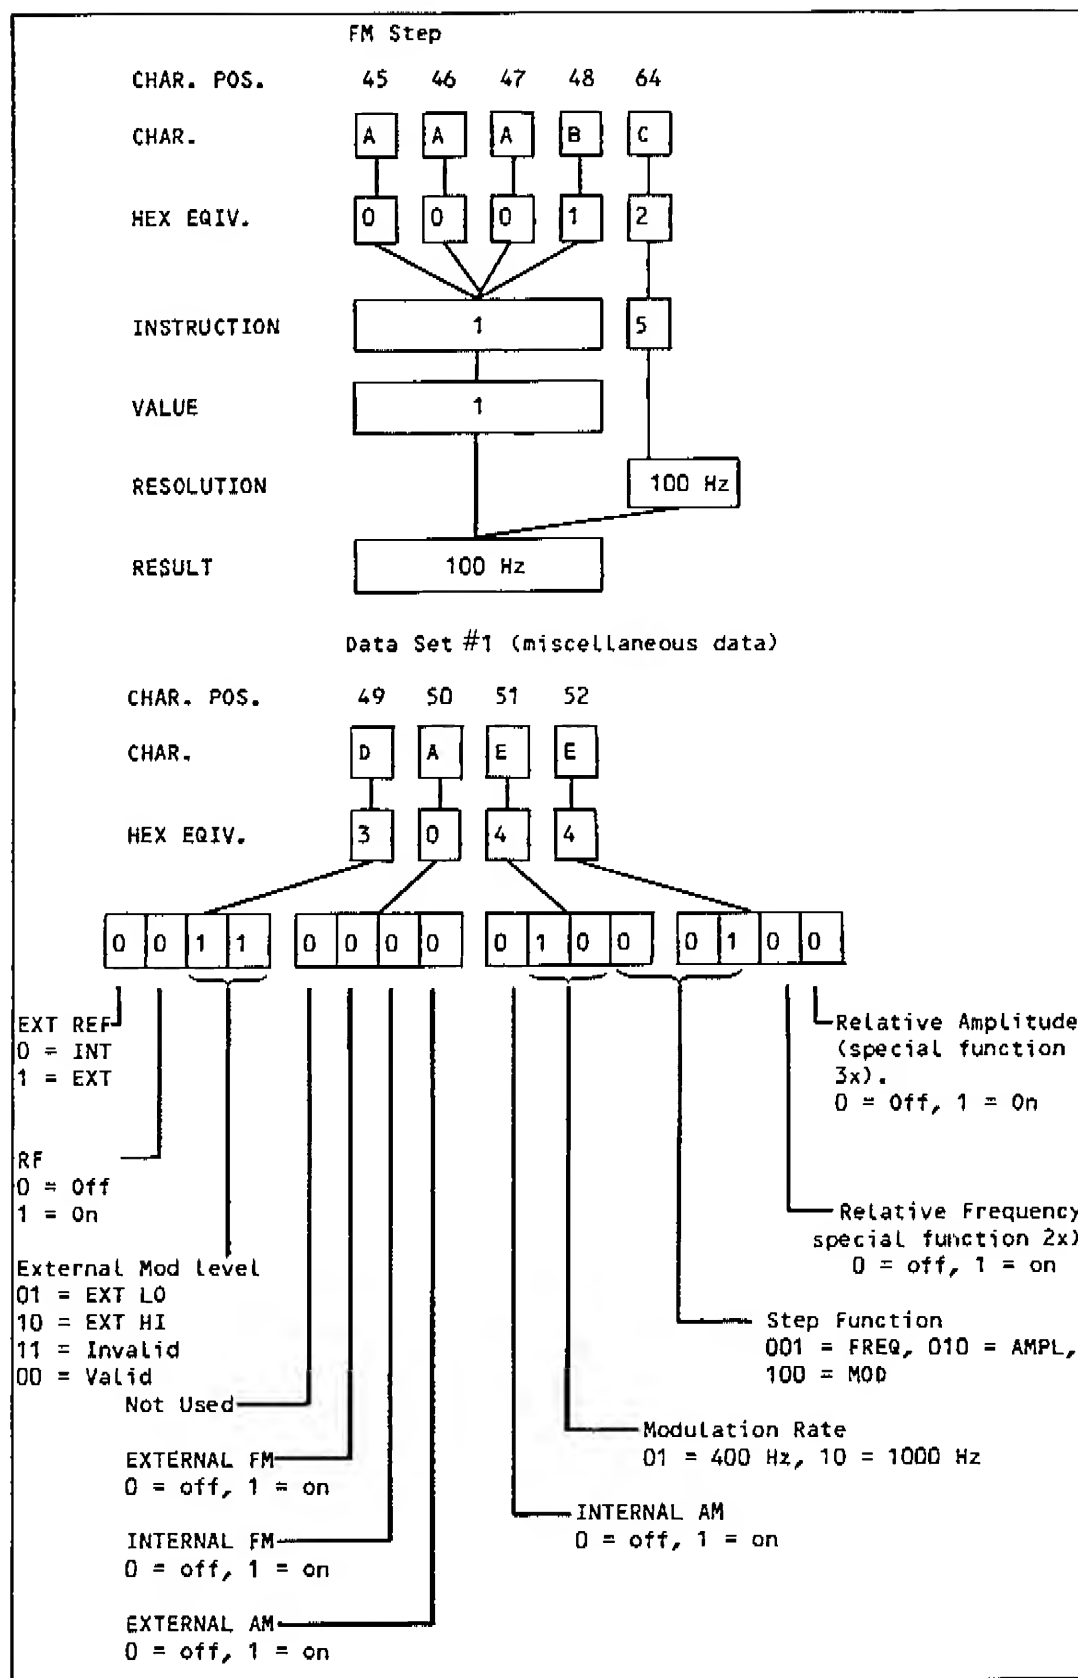 FM Step
CHAR. POS. 45 46 47 48 64
CHAR. A A A B C
HEX EQIV. 0 0 0 1 2
INSTRUCTION 1 5
VALUE 1
RESOLUTION 100 Hz
RESULT 100 Hz
Data Set #1 (miscellaneous data)
CHAR. POS. 49 50 51 52
CHAR. D A E E
HEX EQIV. 3 0 4 4
0 0 1 1 0 0 0 0 0 1 0 0 0 1 0 0
EXT REF
0 = INT
1 = EXT
Relative Amplitude
(special function
3x).
0 = Off, 1 = On
RF
0 = Off
1 = On
Relative Frequency
special function 2x)
0 = off, 1 = on
External Mod level
01 = EXT LO
10 = EXT HI
11 = Invalid
00 = Valid
Step Function
001 = FREQ, 010 = AMPL,
100 = MOD
Not Used
Modulation Rate
01 = 400 Hz, 10 = 1000 Hz
EXTERNAL FM
0 = off, 1 = on
INTERNAL AM
0 = off, 1 = on
INTERNAL FM
0 = off, 1 = on
EXTERNAL AM
0 = off, 1 = on